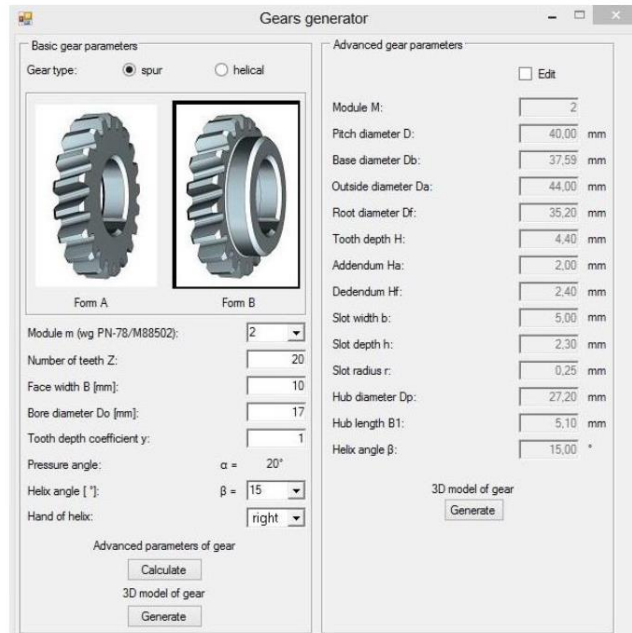 Gears generator
Basic gear parameters
Gear type: spur helical
Form A Form B
Module m (wg PN-78/M88502): 2
Number of teeth Z: 20
Face width B [mm]: 10
Bore diameter Do [mm]: 17
Tooth depth coefficient y: 1
Pressure angle: α = 20°
Helix angle [ °]: β = 15
Hand of helix: right
Advanced parameters of gear
Calculate
3D model of gear
Generate
Advanced gear parameters
Edit
Module M: 2
Pitch diameter D: 40,00 mm
Base diameter Db: 37,59 mm
Outside diameter Da: 44,00 mm
Root diameter Df: 35,20 mm
Tooth depth H: 4,40 mm
Addendum Ha: 2,00 mm
Dedendum Hf: 2,40 mm
Slot width b: 5,00 mm
Slot depth h: 2,30 mm
Slot radius r: 0,25 mm
Hub diameter Dp: 27,20 mm
Hub length B1: 5,10 mm
Helix angle β: 15,00 °
3D model of gear
Generate